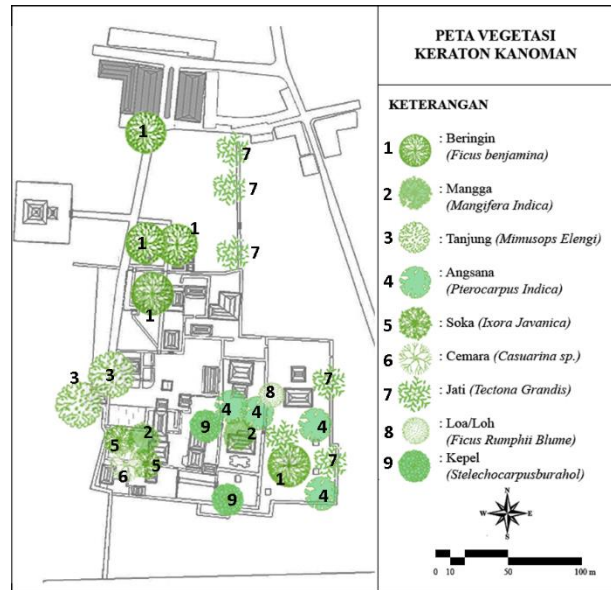 PETA VEGETASI
KERATON KANOMAN
KETERANGAN
1 : Beringin
(Ficus benjamina)
2 : Mangga
(Mangifera Indica)
3 : Tanjung (Mimusops Elengi)
4 : Angsana
(Pterocarpus Indica)
5 : Soka (Ixora Javanica)
6 : Cemara (Casuarina sp.)
7 : Jati (Tectona Grandis)
8 : Loa/Loh
(Ficus Rumphii Blume)
9 : Kepel
(Stelechocarpusburahol)
N
W E
S
0 10 50 100 m
1
7
7
1
1
7
1
3
3
7
8
4
4
9
2
4
5
2
5
6
7
1
4
9